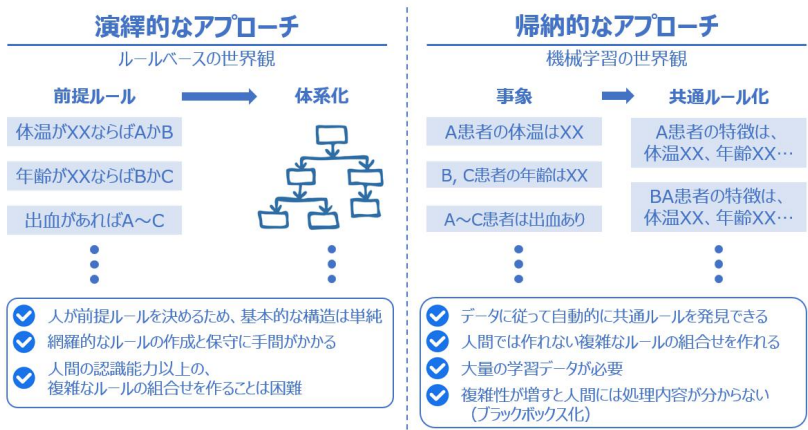 演繹的なアプローチ
ルールベースの世界観
前提ルール
体系化
体温がXXならばAかB
年齢がXXならばBかC
出血があればA～C
人が前提ルールを決めるため、基本的な構造は単純
網羅的なルールの作成と保守に手間がかかる
人間の認識能力以上の、
複雑なルールの組合せを作ることは困難
帰納的なアプローチ
機械学習の世界観
事象
共通ルール化
A患者の体温はXX
B, C患者の年齢はXX
A～C患者は出血あり
A患者の特徴は、
体温XX、年齢XX…
BA患者の特徴は、
体温XX、年齢XX…
データに従って自動的に共通ルールを発見できる
人間では作れない複雑なルールの組合せを作れる
大量の学習データが必要
複雑性が増すと人間には処理内容が分からない
（ブラックボックス化）